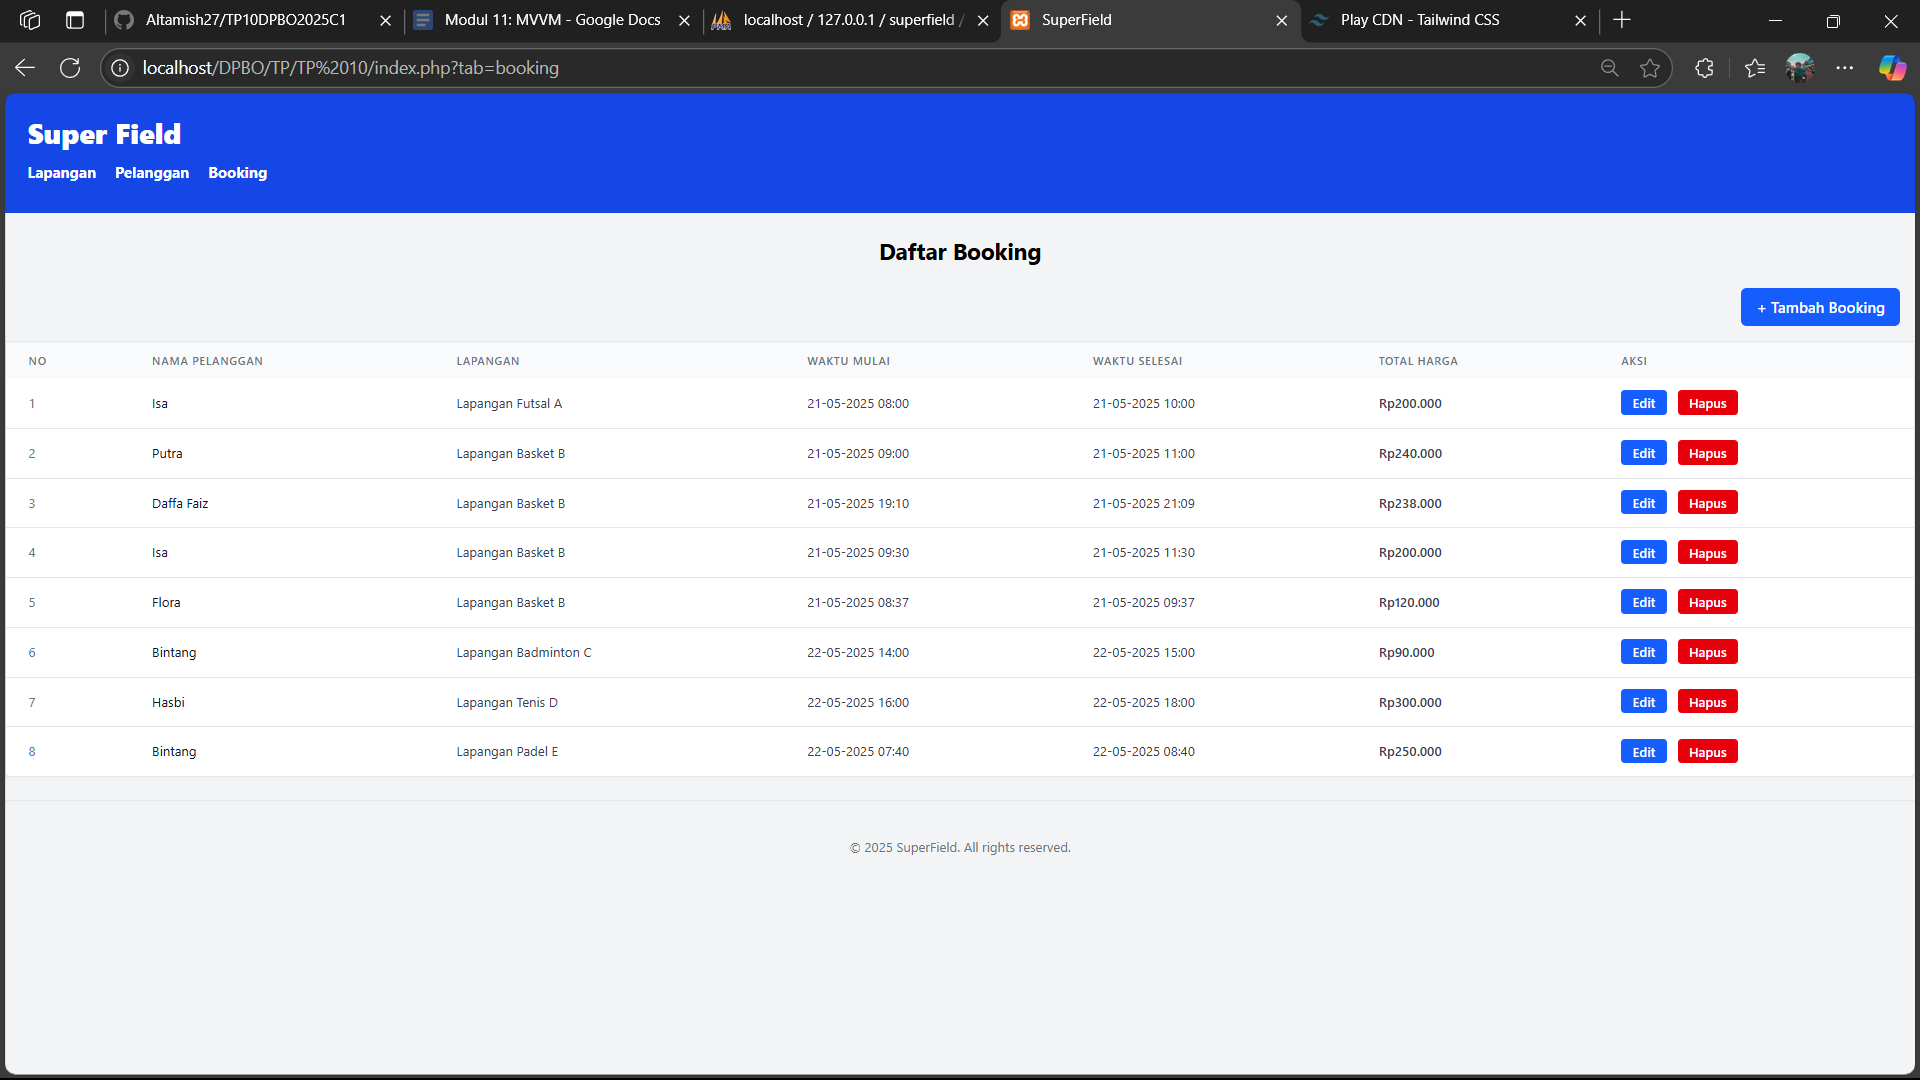 Altamish27/TP10DPBO2025C1
Modul 11: MVVM - Google Docs
localhost / 127.0.0.1 / superfield /
SuperField
Play CDN - Tailwind CSS
localhost/DPBO/TP/TP%2010/index.php?tab=booking
Super Field
Lapangan Pelanggan Booking
Daftar Booking
+ Tambah Booking
NO NAMA PELANGGAN LAPANGAN WAKTU MULAI WAKTU SELESAI TOTAL HARGA AKSI
1 Isa Lapangan Futsal A 21-05-2025 08:00 21-05-2025 10:00 Rp200.000 Edit Hapus
2 Putra Lapangan Basket B 21-05-2025 09:00 21-05-2025 11:00 Rp240.000 Edit Hapus
3 Daffa Faiz Lapangan Basket B 21-05-2025 19:10 21-05-2025 21:09 Rp238.000 Edit Hapus
4 Isa Lapangan Basket B 21-05-2025 09:30 21-05-2025 11:30 Rp200.000 Edit Hapus
5 Flora Lapangan Basket B 21-05-2025 08:37 21-05-2025 09:37 Rp120.000 Edit Hapus
6 Bintang Lapangan Badminton C 22-05-2025 14:00 22-05-2025 15:00 Rp90.000 Edit Hapus
7 Hasbi Lapangan Tenis D 22-05-2025 16:00 22-05-2025 18:00 Rp300.000 Edit Hapus
8 Bintang Lapangan Padel E 22-05-2025 07:40 22-05-2025 08:40 Rp250.000 Edit Hapus
© 2025 SuperField. All rights reserved.